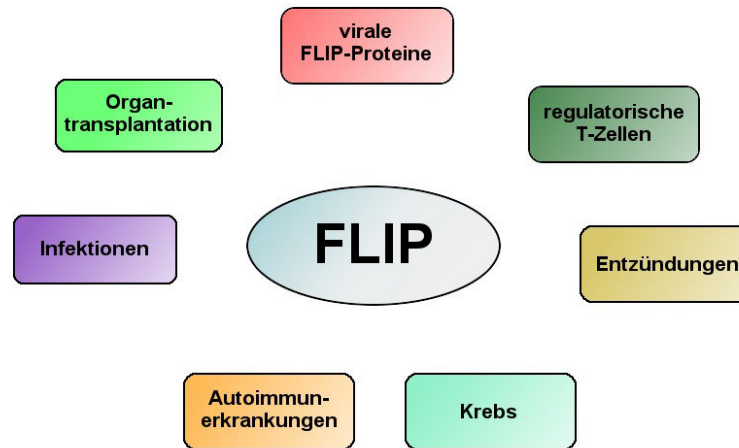 virale
FLIP-Proteine
Organ-
transplantation
regulatorische
T-Zellen
Infektionen
FLIP
Entzündungen
Autoimmun-
erkrankungen
Krebs